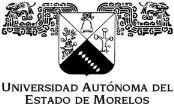 UNIVERSIDAD AUTÓNOMA DEL
ESTADO DE MORELOS